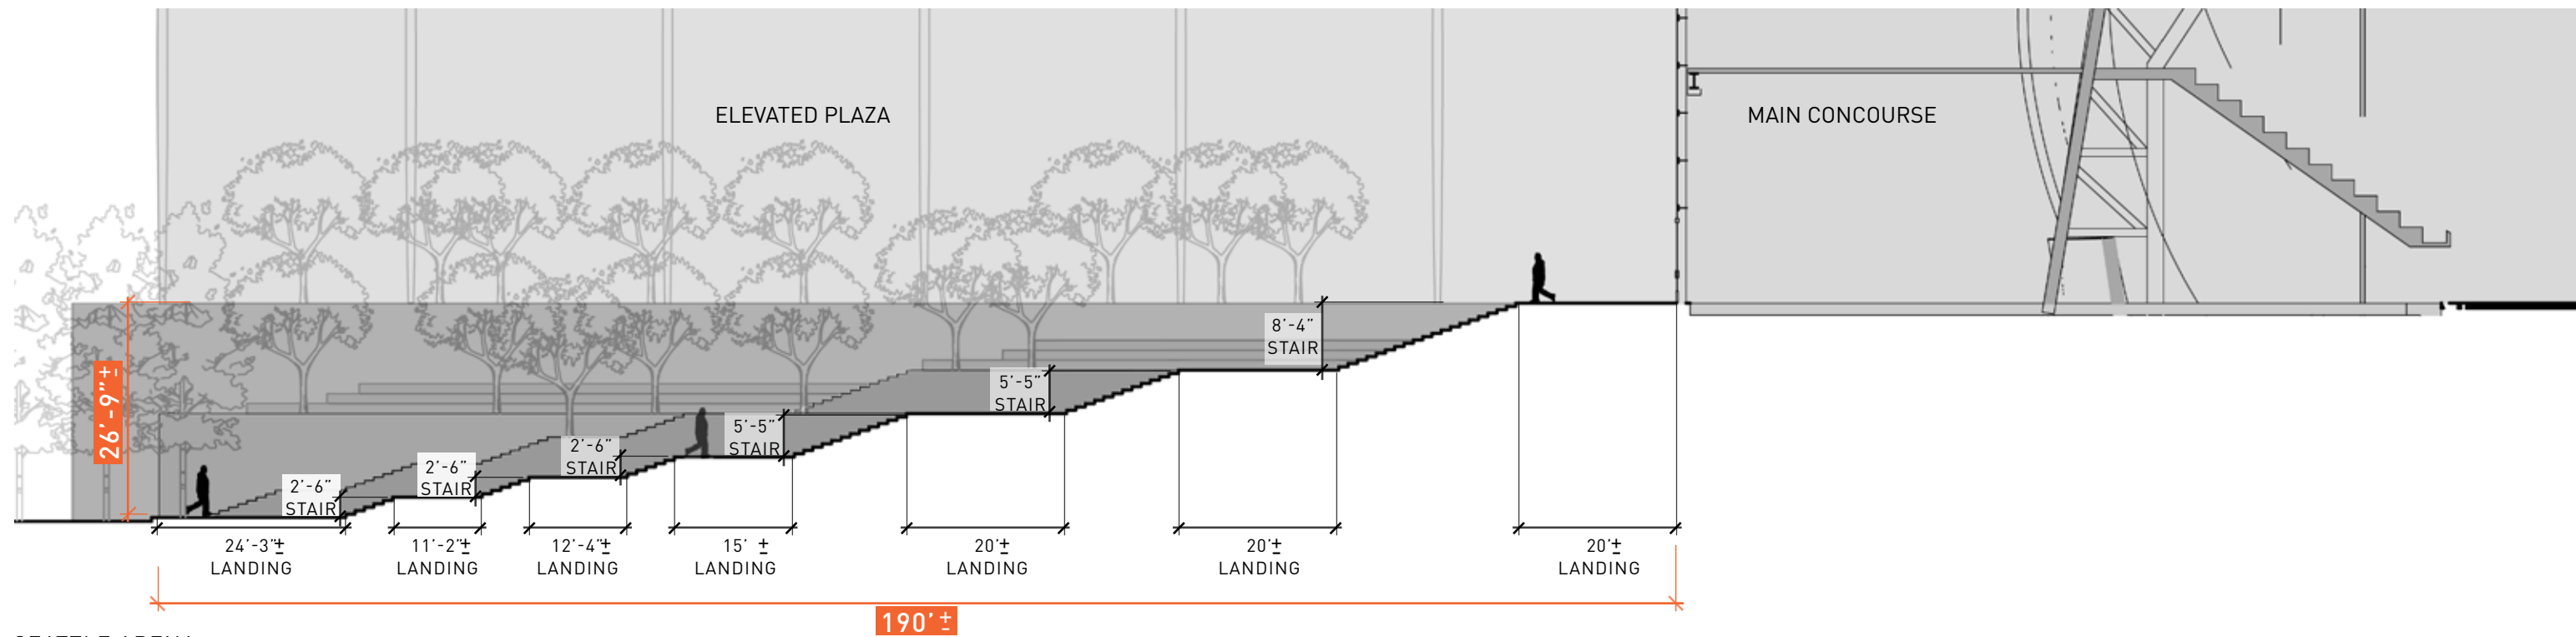 ELEVATED PLAZA
MAIN CONCOURSE
8'-4"
STAIR
5'-5"
STAIR
5'-5"
STAIR
2'-6"
STAIR
2'-6"
STAIR
2'-6"
STAIR
26'-9"±
24'-3"±
LANDING
11'-2"±
LANDING
12'-4"±
LANDING
15' ±
LANDING
20'±
LANDING
20'±
LANDING
20'±
LANDING
190' ±